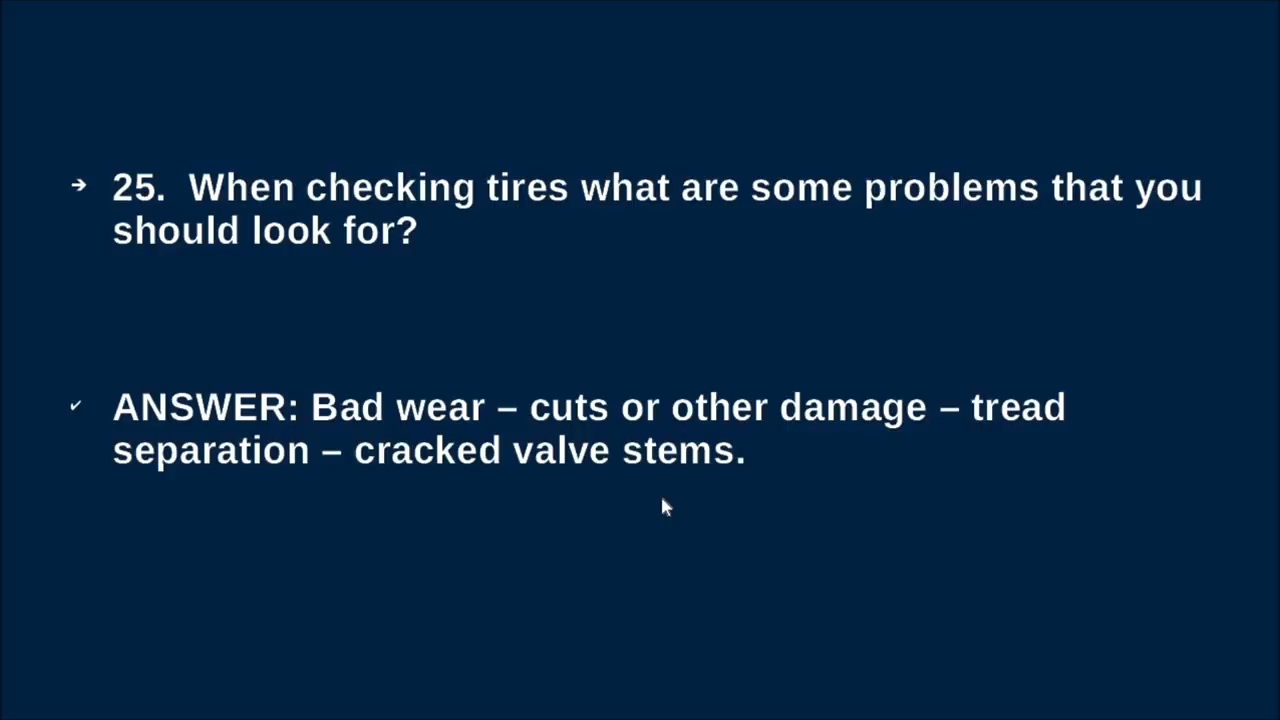 25.  When checking tires what are some problems that you
should look for?
ANSWER: Bad wear – cuts or other damage – tread
separation – cracked valve stems.